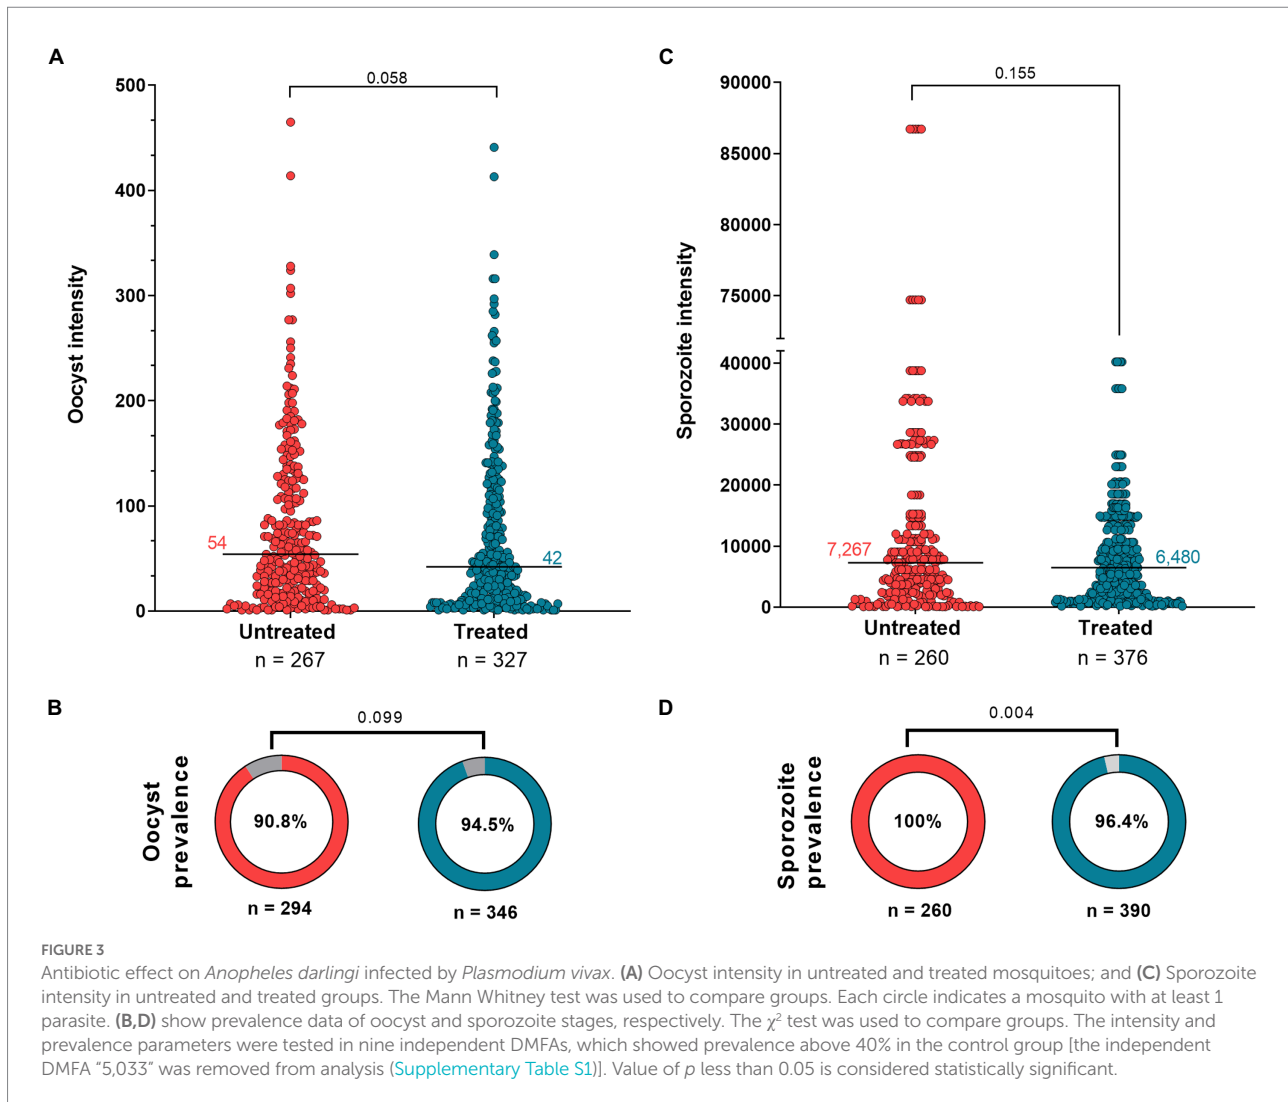 A
0.058
500
400
300
200
100
0
Oocyst intensity
54
42
Untreated
Treated
n = 267
n = 327
C
0.155
90000
85000
80000
75000
40000
30000
20000
10000
0
Sporozoite intensity
7,267
6,480
Untreated
Treated
n = 260
n = 376
B
0.099
Oocyst
prevalence
90.8%
94.5%
n = 294
n = 346
D
0.004
Sporozoite
prevalence
100%
96.4%
n = 260
n = 390
FIGURE 3
Antibiotic effect on Anopheles darlingi infected by Plasmodium vivax. (A) Oocyst intensity in untreated and treated mosquitoes; and (C) Sporozoite
intensity in untreated and treated groups. The Mann Whitney test was used to compare groups. Each circle indicates a mosquito with at least 1
parasite. (B,D) show prevalence data of oocyst and sporozoite stages, respectively. The χ² test was used to compare groups. The intensity and
prevalence parameters were tested in nine independent DMFAs, which showed prevalence above 40% in the control group [the independent
DMFA “5,033” was removed from analysis (Supplementary Table S1)]. Value of p less than 0.05 is considered statistically significant.